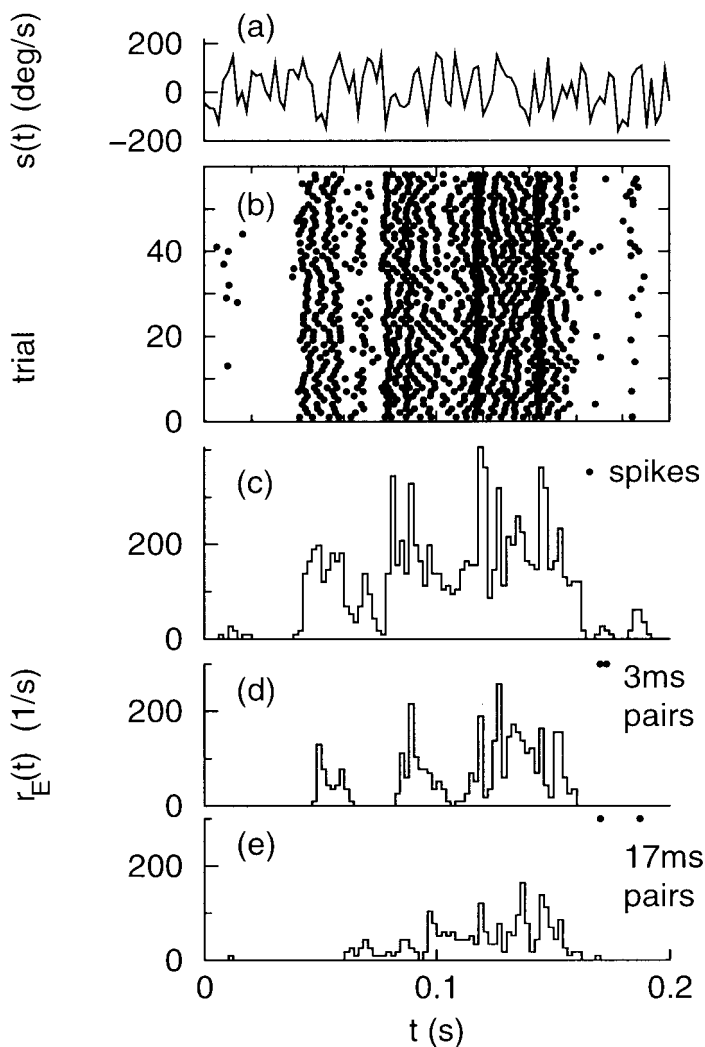 (a)
s(t) (deg/s)
200
0
−200
(b)
trial
40
20
0
(c)
spikes
200
0
(d)
3ms
pairs
r_E(t) (1/s)
200
0
(e)
17ms
pairs
200
0
0
0.1
0.2
t (s)